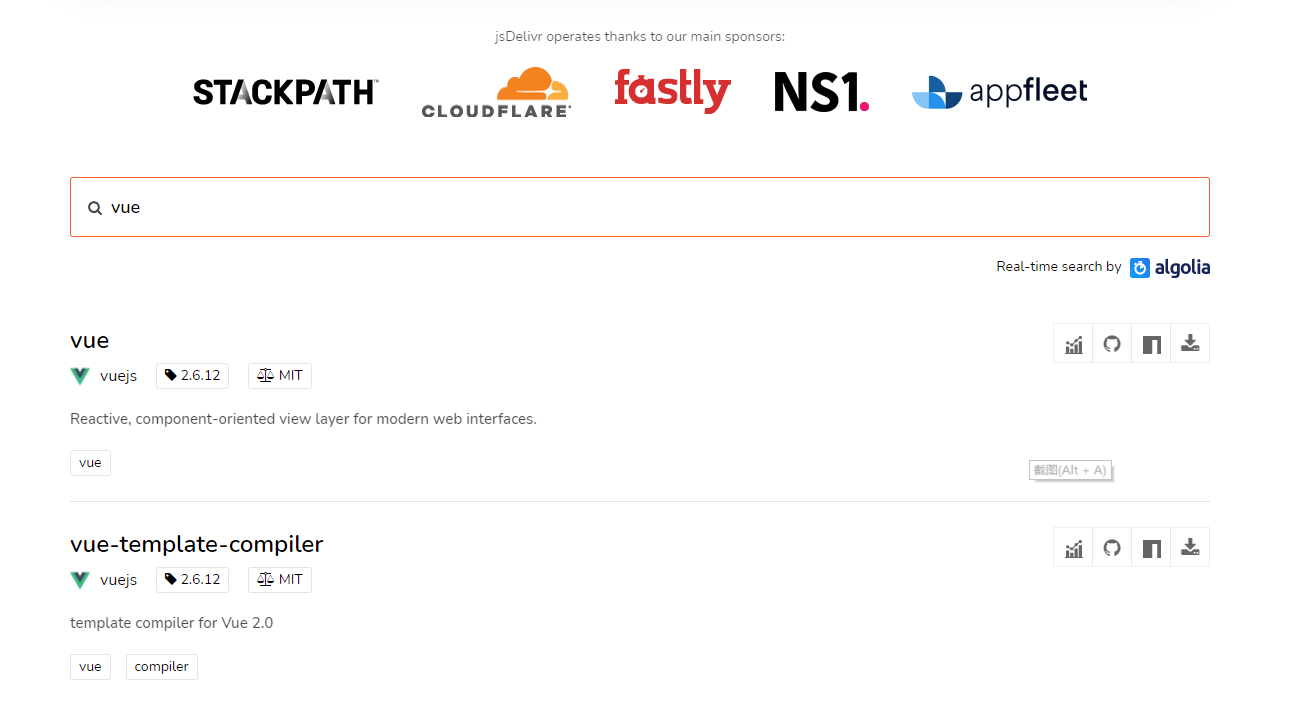 jsDelivr operates thanks to our main sponsors:
STACKPATH™
CLOUDFLARE
fastly
NS1.
appfleet
vue
Real-time search by algolia
vue
vuejs 2.6.12 MIT
Reactive, component-oriented view layer for modern web interfaces.
vue
截图(Alt + A)
vue-template-compiler
vuejs 2.6.12 MIT
template compiler for Vue 2.0
vue compiler